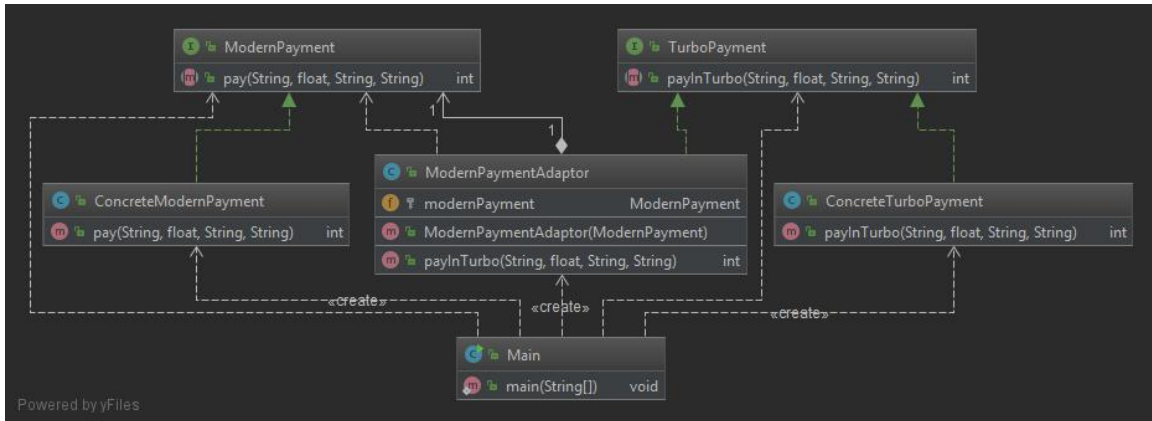 ModernPayment
pay(String, float, String, String) int
TurboPayment
payInTurbo(String, float, String, String) int
1
1
ConcreteModernPayment
pay(String, float, String, String) int
ModernPaymentAdaptor
modernPayment ModernPayment
ModernPaymentAdaptor(ModernPayment)
payInTurbo(String, float, String, String) int
ConcreteTurboPayment
payInTurbo(String, float, String, String) int
«create»
«create»
«create»
Main
main(String[]) void
Powered by yFiles